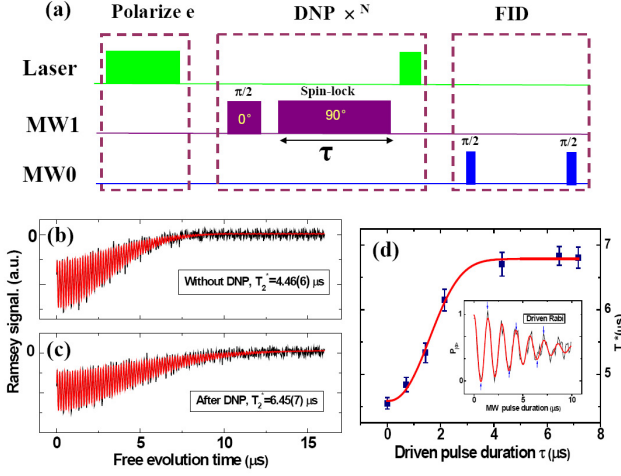 (a)
Polarize e
DNP × N
FID
Laser
π/2
Spin-lock
MW1
0°
90°
τ
π/2
π/2
MW0
(b)
0
Without DNP, T2*=4.46(6) μs
(c)
0
After DNP, T2*=6.45(7) μs
Ramsey signal. (a.u.)
0 5 10 15
Free evolution time (μs)
(d)
7
6
5
T2*(μs)
Driven Rabi
1
0
0 5 10
MW pulse duration (μs)
0 2 4 6 8
Driven pulse duration τ (μs)